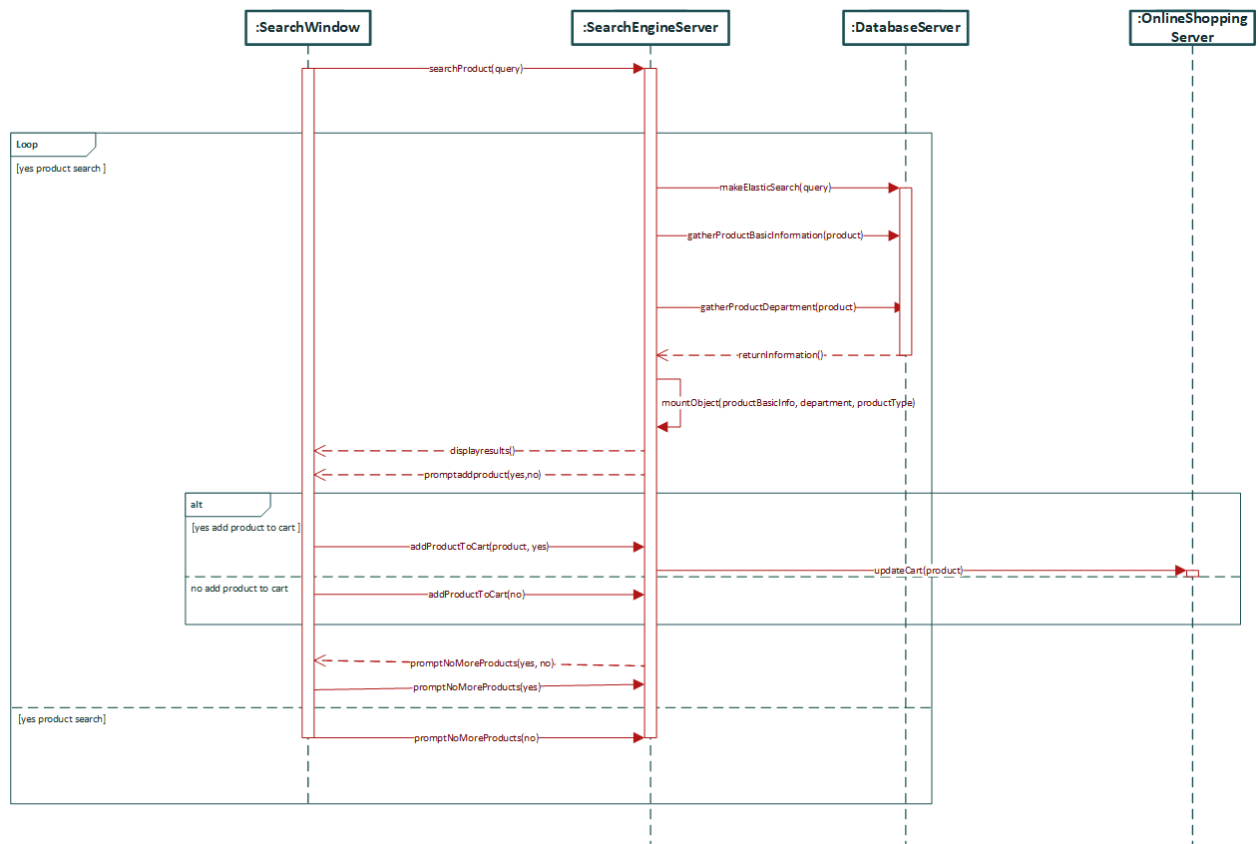 :SearchWindow
:SearchEngineServer
:DatabaseServer
:OnlineShopping
Server
searchProduct(query)
Loop
[yes product search ]
makeElasticSearch(query)
gatherProductBasicInformation(product)
gatherProductDepartment(product)
returnInformation()
mountObject(productBasicInfo, department, productType)
displayresults()
promptaddproduct(yes,no)
alt
[yes add product to cart ]
addProductToCart(product, yes)
updateCart(product)
no add product to cart
addProductToCart(no)
promptNoMoreProducts(yes, no)
promptNoMoreProducts(yes)
[yes product search]
promptNoMoreProducts(no)